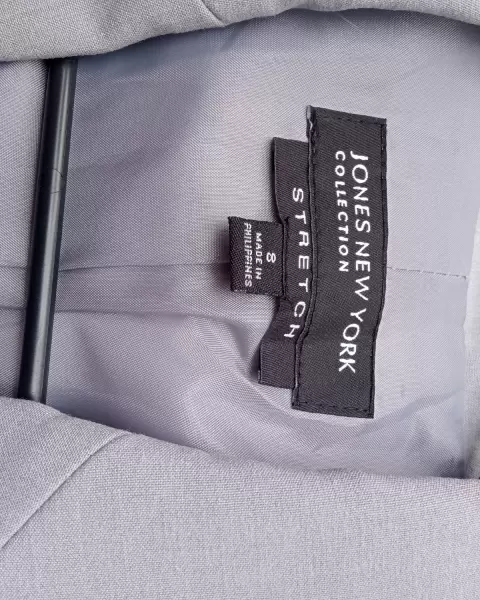 JONES NEW YORK
COLLECTION
STRETCH
8
MADE IN
PHILIPPINES